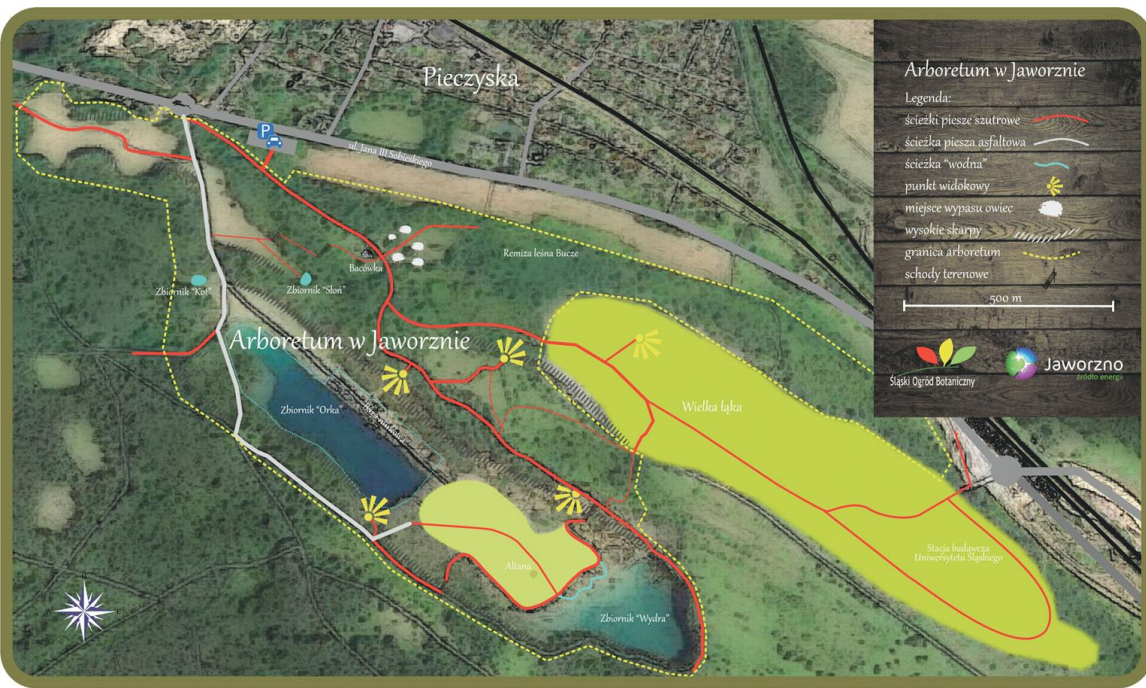 Pieczyska
P
ul. Jana III Sobieskiego
Remiza leśna Bucze
Bacówka
Zbiornik "Kot"
Zbiornik "Słoń"
Arboretum w Jaworznie
Zbiornik "Orka"
Wielka łąka
Altana
Stacja badawcza
Uniwersytetu Śląskiego
Zbiornik "Wydra"
Arboretum w Jaworznie
Legenda:
ścieżki piesze szutrowe
ścieżka piesza asfaltowa
ścieżka "wodna"
punkt widokowy
miejsce wypasu owiec
wysokie skarpy
granica arboretum
schody terenowe
500 m
Śląski Ogród Botaniczny
Jaworzno
źródło energii